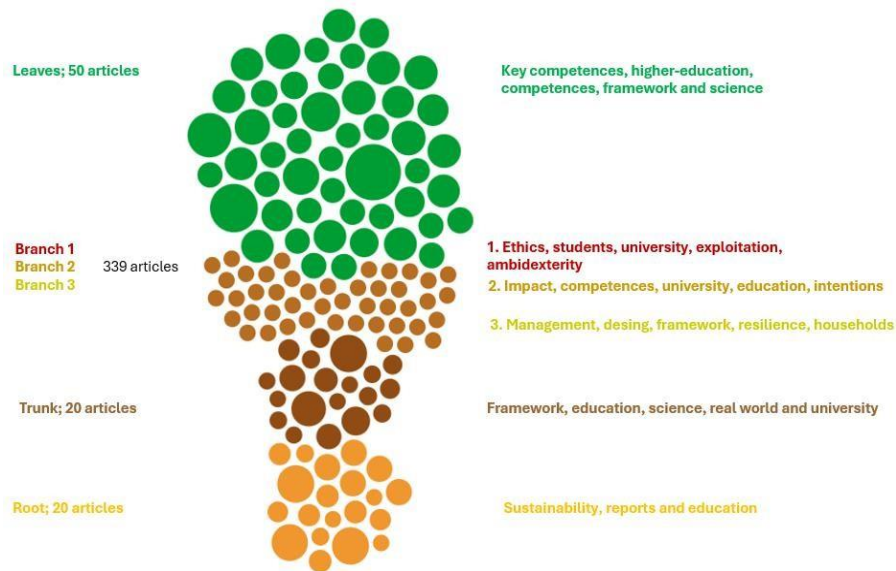 Leaves; 50 articles
Key competences, higher-education,
competences, framework and science
Branch 1
Branch 2
Branch 3
339 articles
1. Ethics, students, university, exploitation,
ambidexterity
2. Impact, competences, university, education, intentions
3. Management, desing, framework, resilience, households
Trunk; 20 articles
Framework, education, science, real world and university
Root; 20 articles
Sustainability, reports and education